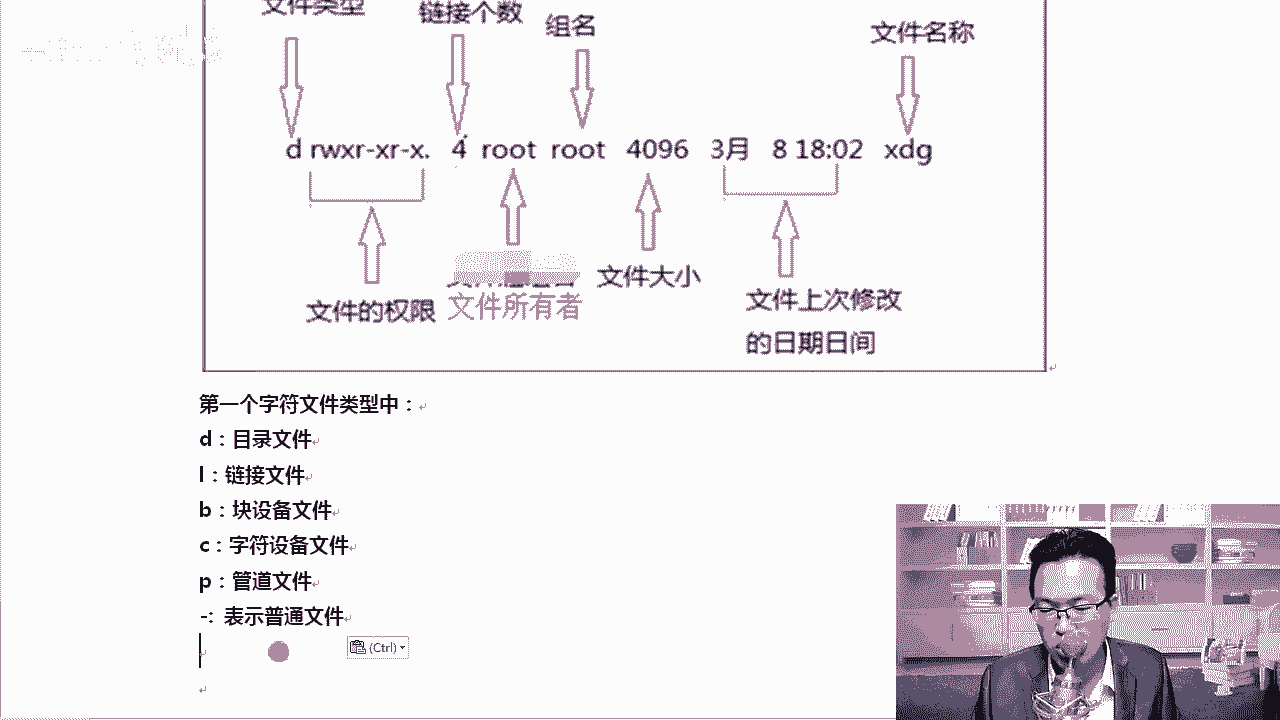 文件类型
链接个数
组名
文件名称
d rwxr-xr-x. 4 root root 4096 3月 8 18:02 xdg
文件的权限
文件所有者
文件大小
文件上次修改
的日期日间
第一个字符文件类型中：
d：目录文件
l：链接文件
b：块设备文件
c：字符设备文件
p：管道文件
-: 表示普通文件
(Ctrl)